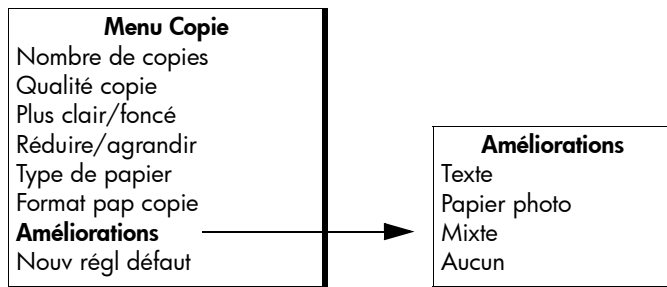 Menu Copie
Nombre de copies
Qualité copie
Plus clair/foncé
Réduire/agrandir
Type de papier
Format pap copie
Améliorations
Nouv régl défaut
Améliorations
Texte
Papier photo
Mixte
Aucun